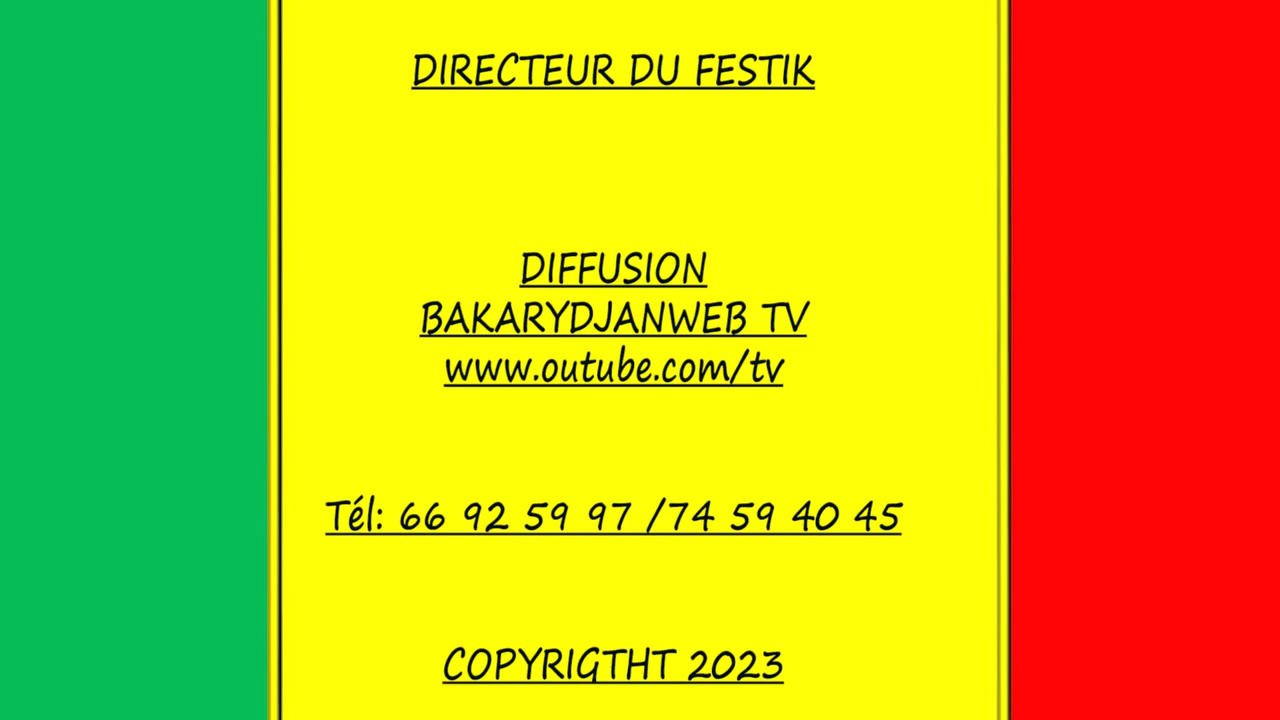 DIRECTEUR DU FESTIK
DIFFUSION
BAKARYDJANWEB TV
www.outube.com/tv
Tél: 66 92 59 97 /74 59 40 45
COPYRIGTHT 2023